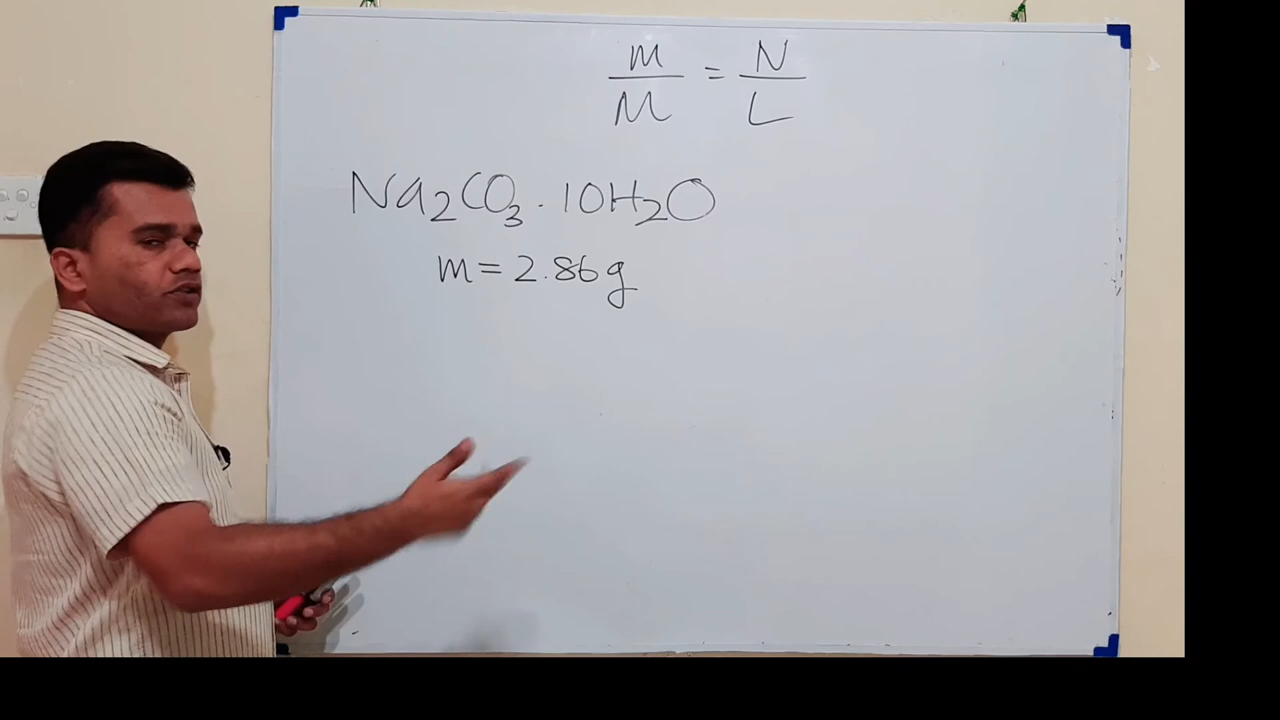 m/M = N/L
Na₂CO₃ · 10H₂O
m = 2.86g